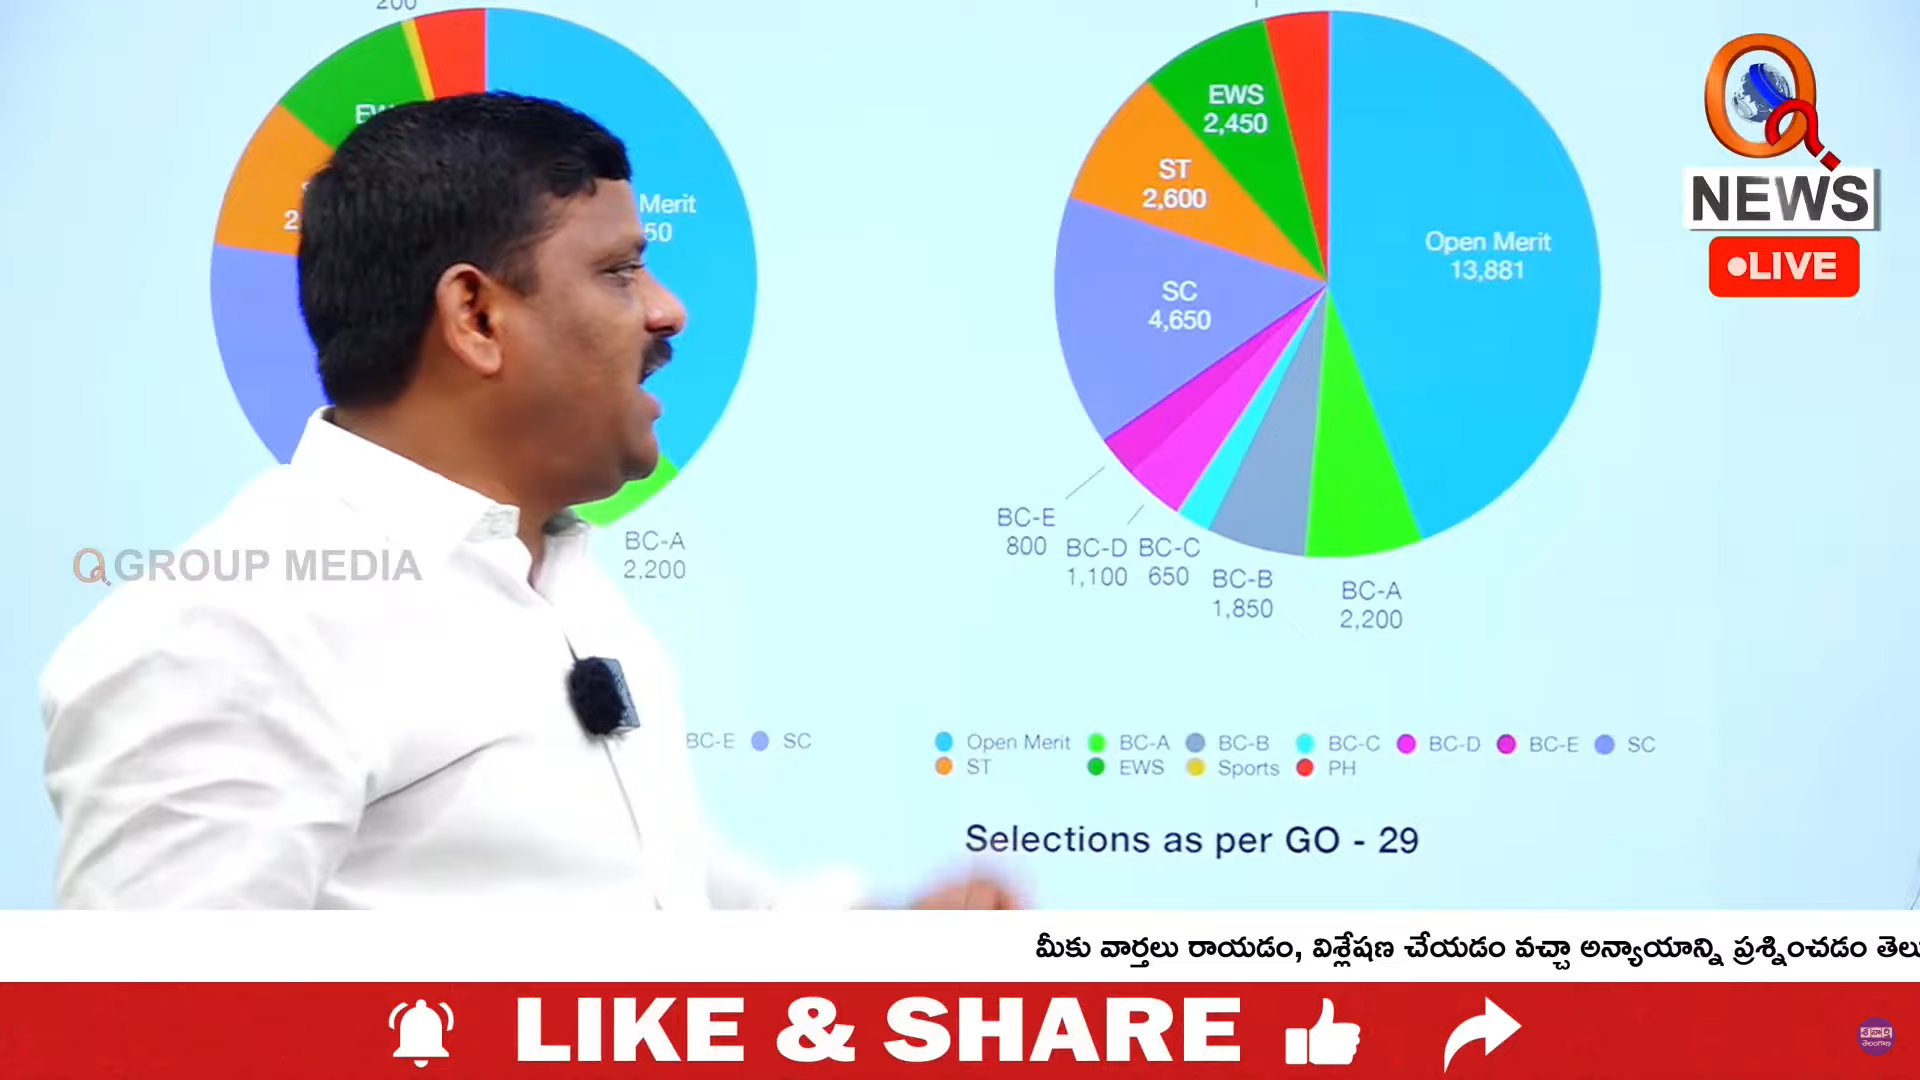 200
EWS
2,450
ST
2,600
SC
4,650
Open Merit
13,881
Merit
50
2
BC-A
2,200
BC-E
800
BC-D
1,100
BC-C
650
BC-B
1,850
BC-A
2,200
BC-E SC
Open Merit BC-A BC-B BC-C BC-D BC-E SC
ST EWS Sports PH
Selections as per GO - 29
Q GROUP MEDIA
Q
NEWS
LIVE
మీకు వార్తలు రాయడం, విశ్లేషణ చేయడం వచ్చా అన్యాయాన్ని ప్రశ్నించడం
LIKE & SHARE
తెలంగాణ